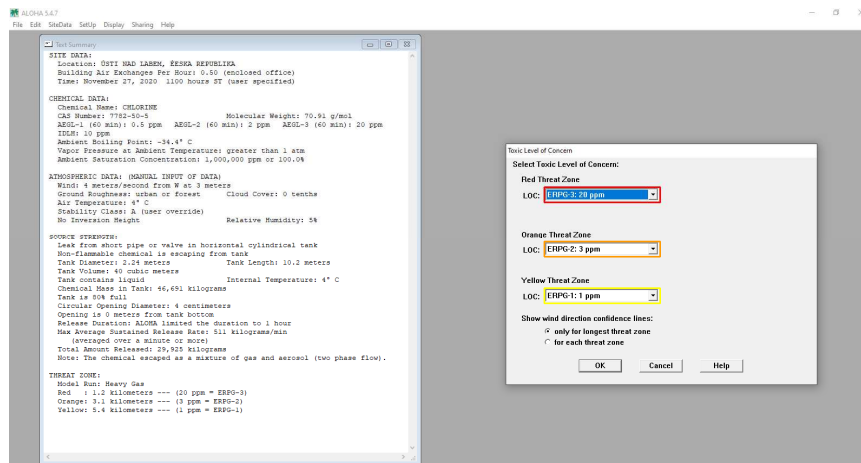 ALOHA 5.4.7
File Edit SiteData SetUp Display Sharing Help
Text Summary
SITE DATA:
Location: ÚSTI NAD LABEM, ÈESKA REPUBLIKA
Building Air Exchanges Per Hour: 0.50 (enclosed office)
Time: November 27, 2020 1100 hours ST (user specified)
CHEMICAL DATA:
Chemical Name: CHLORINE
CAS Number: 7782-50-5 Molecular Weight: 70.91 g/mol
AEGL-1 (60 min): 0.5 ppm AEGL-2 (60 min): 2 ppm AEGL-3 (60 min): 20 ppm
IDLH: 10 ppm
Ambient Boiling Point: -34.4° C
Vapor Pressure at Ambient Temperature: greater than 1 atm
Ambient Saturation Concentration: 1,000,000 ppm or 100.0%
ATMOSPHERIC DATA: (MANUAL INPUT OF DATA)
Wind: 4 meters/second from W at 3 meters
Ground Roughness: urban or forest Cloud Cover: 0 tenths
Air Temperature: 4° C
Stability Class: A (user override)
No Inversion Height Relative Humidity: 5%
SOURCE STRENGTH:
Leak from short pipe or valve in horizontal cylindrical tank
Non-flammable chemical is escaping from tank
Tank Diameter: 2.24 meters Tank Length: 10.2 meters
Tank Volume: 40 cubic meters
Tank contains liquid Internal Temperature: 4° C
Chemical Mass in Tank: 46,691 kilograms
Tank is 80% full
Circular Opening Diameter: 4 centimeters
Opening is 0 meters from tank bottom
Release Duration: ALOHA limited the duration to 1 hour
Max Average Sustained Release Rate: 511 kilograms/min
(averaged over a minute or more)
Total Amount Released: 29,925 kilograms
Note: The chemical escaped as a mixture of gas and aerosol (two phase flow).
THREAT ZONE:
Model Run: Heavy Gas
Red : 1.2 kilometers --- (20 ppm = ERPG-3)
Orange: 3.1 kilometers --- (3 ppm = ERPG-2)
Yellow: 5.4 kilometers --- (1 ppm = ERPG-1)
Toxic Level of Concern
Select Toxic Level of Concern:
Red Threat Zone
LOC: ERPG-3: 20 ppm
Orange Threat Zone
LOC: ERPG-2: 3 ppm
Yellow Threat Zone
LOC: ERPG-1: 1 ppm
Show wind direction confidence lines:
only for longest threat zone
for each threat zone
OK Cancel Help